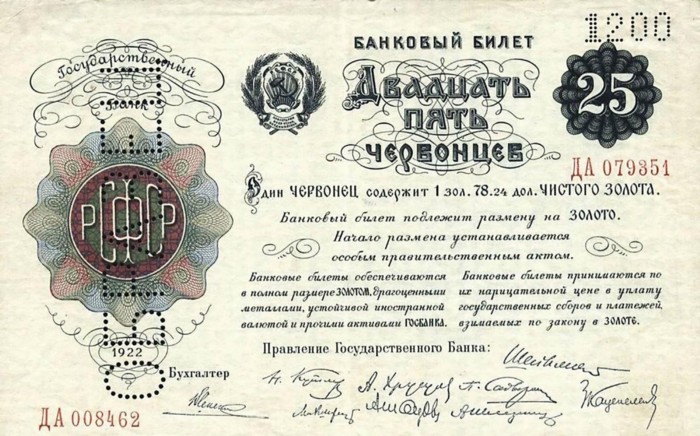 1200
Государственный
Банк
БАНКОВЫЙ БИЛЕТ
Двадцать
пять
червонцев
25
ДА 079351
РСФСР
Один ЧЕРВОНЕЦ содержит 1 зол. 78.24 дол. ЧИСТОГО ЗОЛОТА.
Банковый билет подлежит размену на ЗОЛОТО.
Начало размена устанавливается
особым правительственным актом.
Банковые билеты обеспечиваются
в полном размере ЗОЛОТОМ, драгоценными
металлами, устойчивой иностранной
валютой и прочими активами ГОСБАНКА.
Банковые билеты принимаются по
их нарицательной цене в уплату
государственных сборов и платежей,
взимаемых по закону в ЗОЛОТЕ.
1922
Правление Государственного Банка:
Бухгалтер
ДА 008462